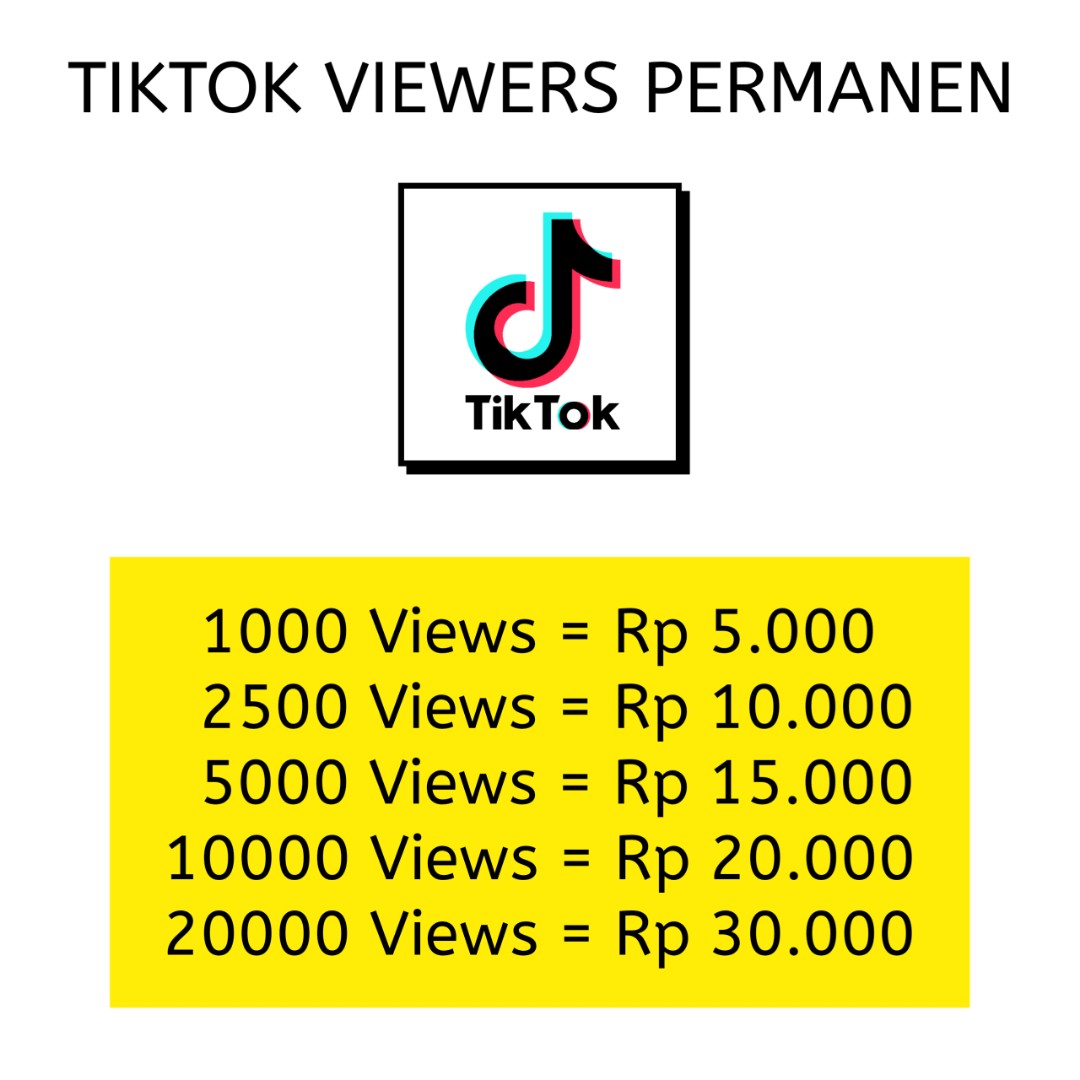 TIKTOK VIEWERS PERMANEN
TikTok
1000 Views = Rp 5.000
2500 Views = Rp 10.000
5000 Views = Rp 15.000
10000 Views = Rp 20.000
20000 Views = Rp 30.000